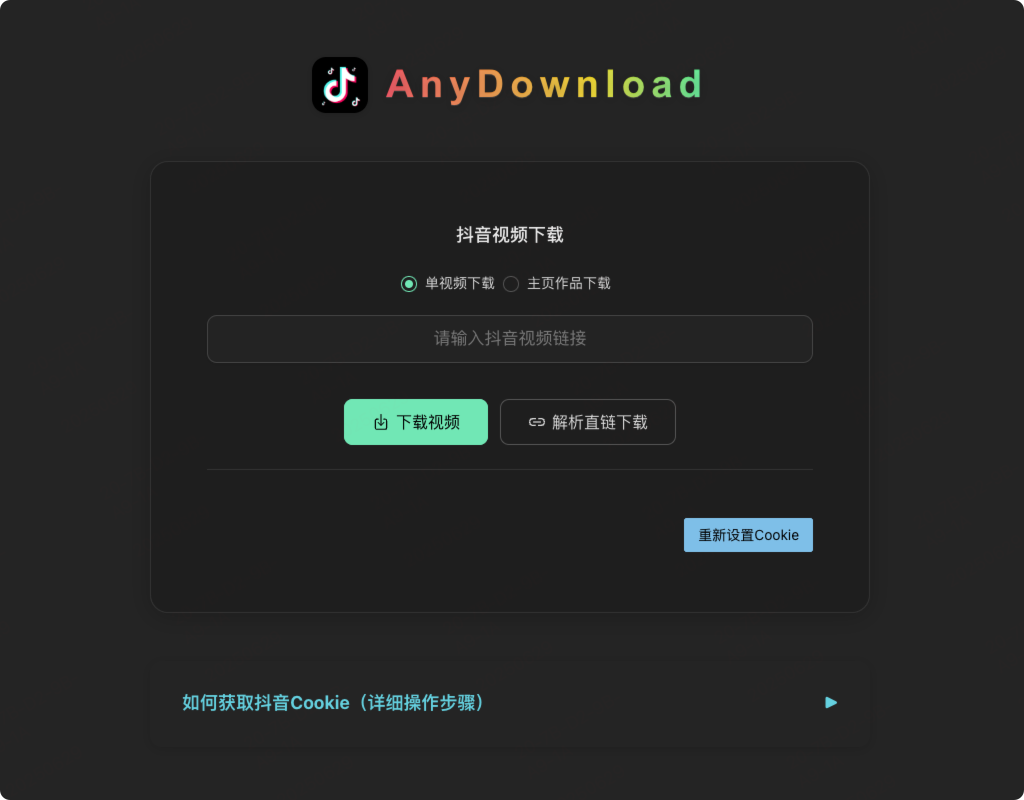 AnyDownload
抖音视频下载
单视频下载 主页作品下载
请输入抖音视频链接
下载视频 解析直链下载
重新设置Cookie
如何获取抖音Cookie（详细操作步骤）